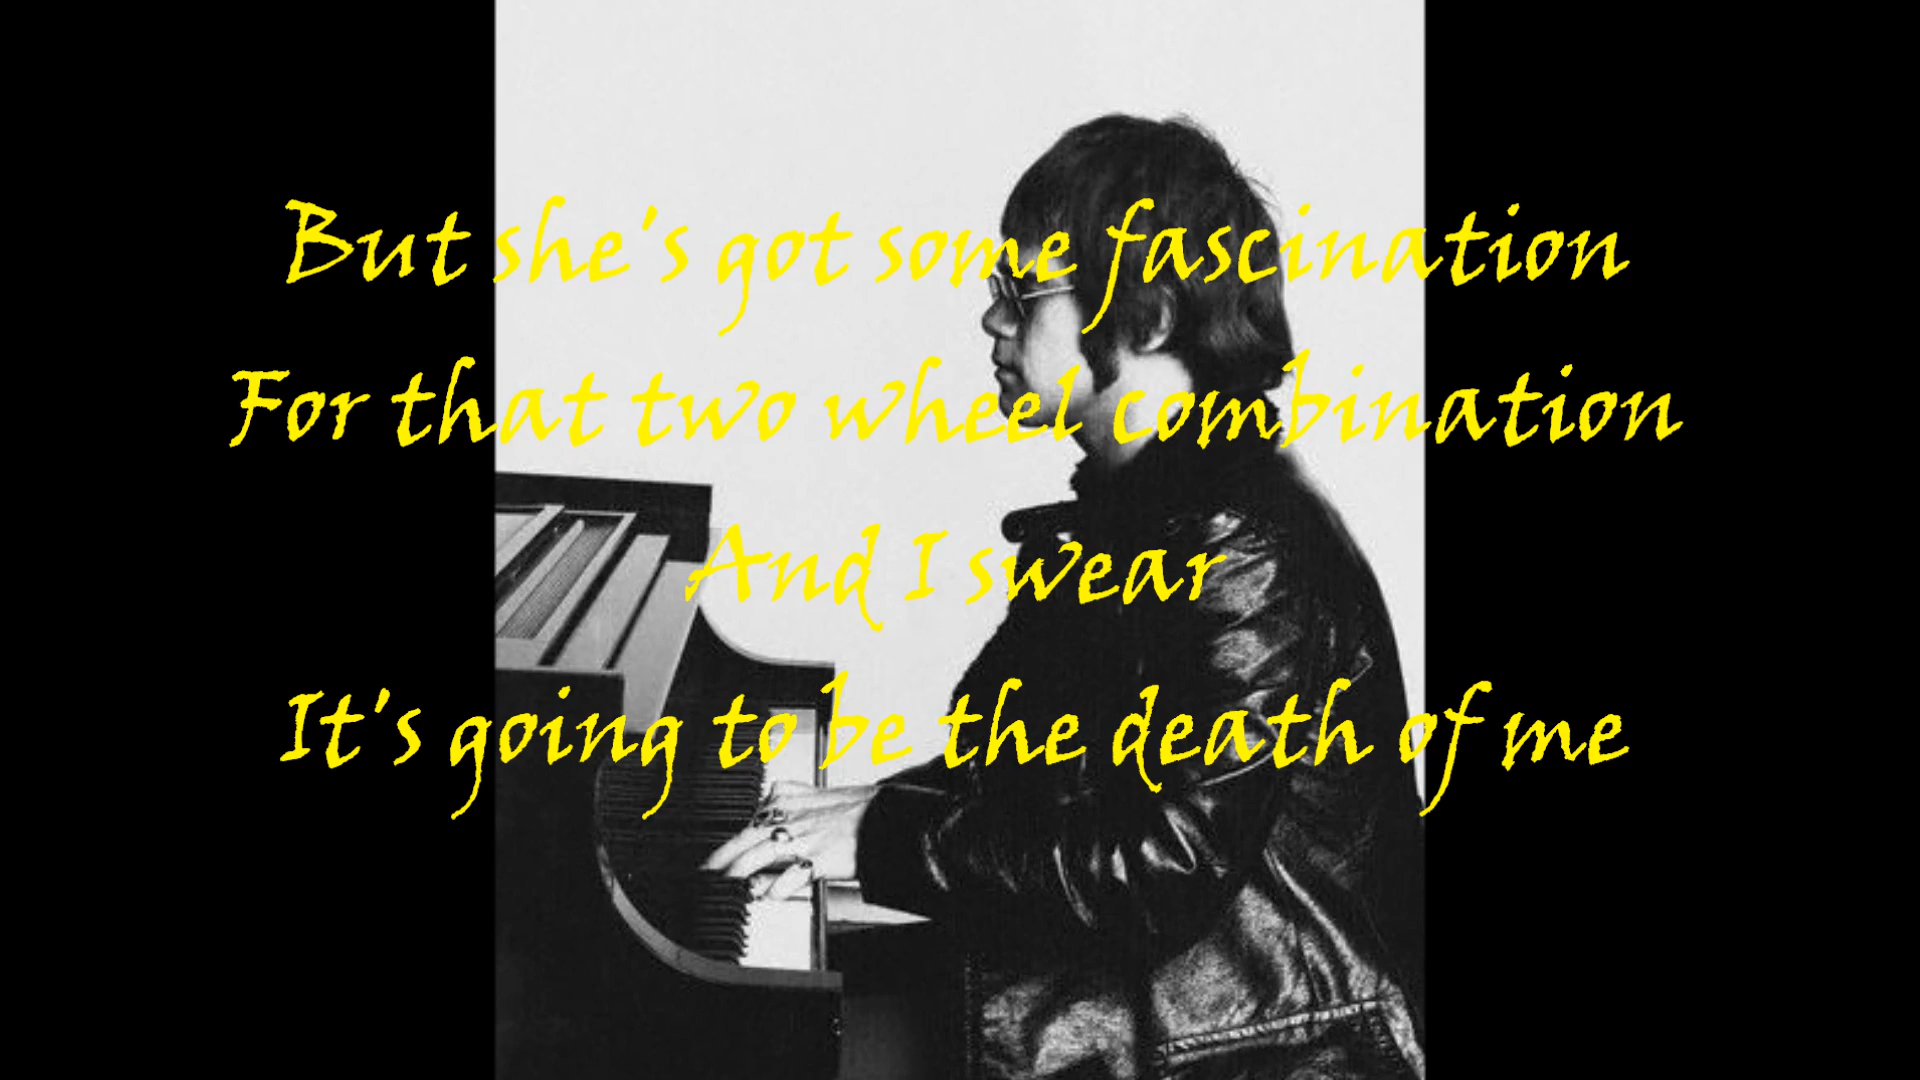 But she's got some fascination
For that two wheel combination
And I swear
It's going to be the death of me